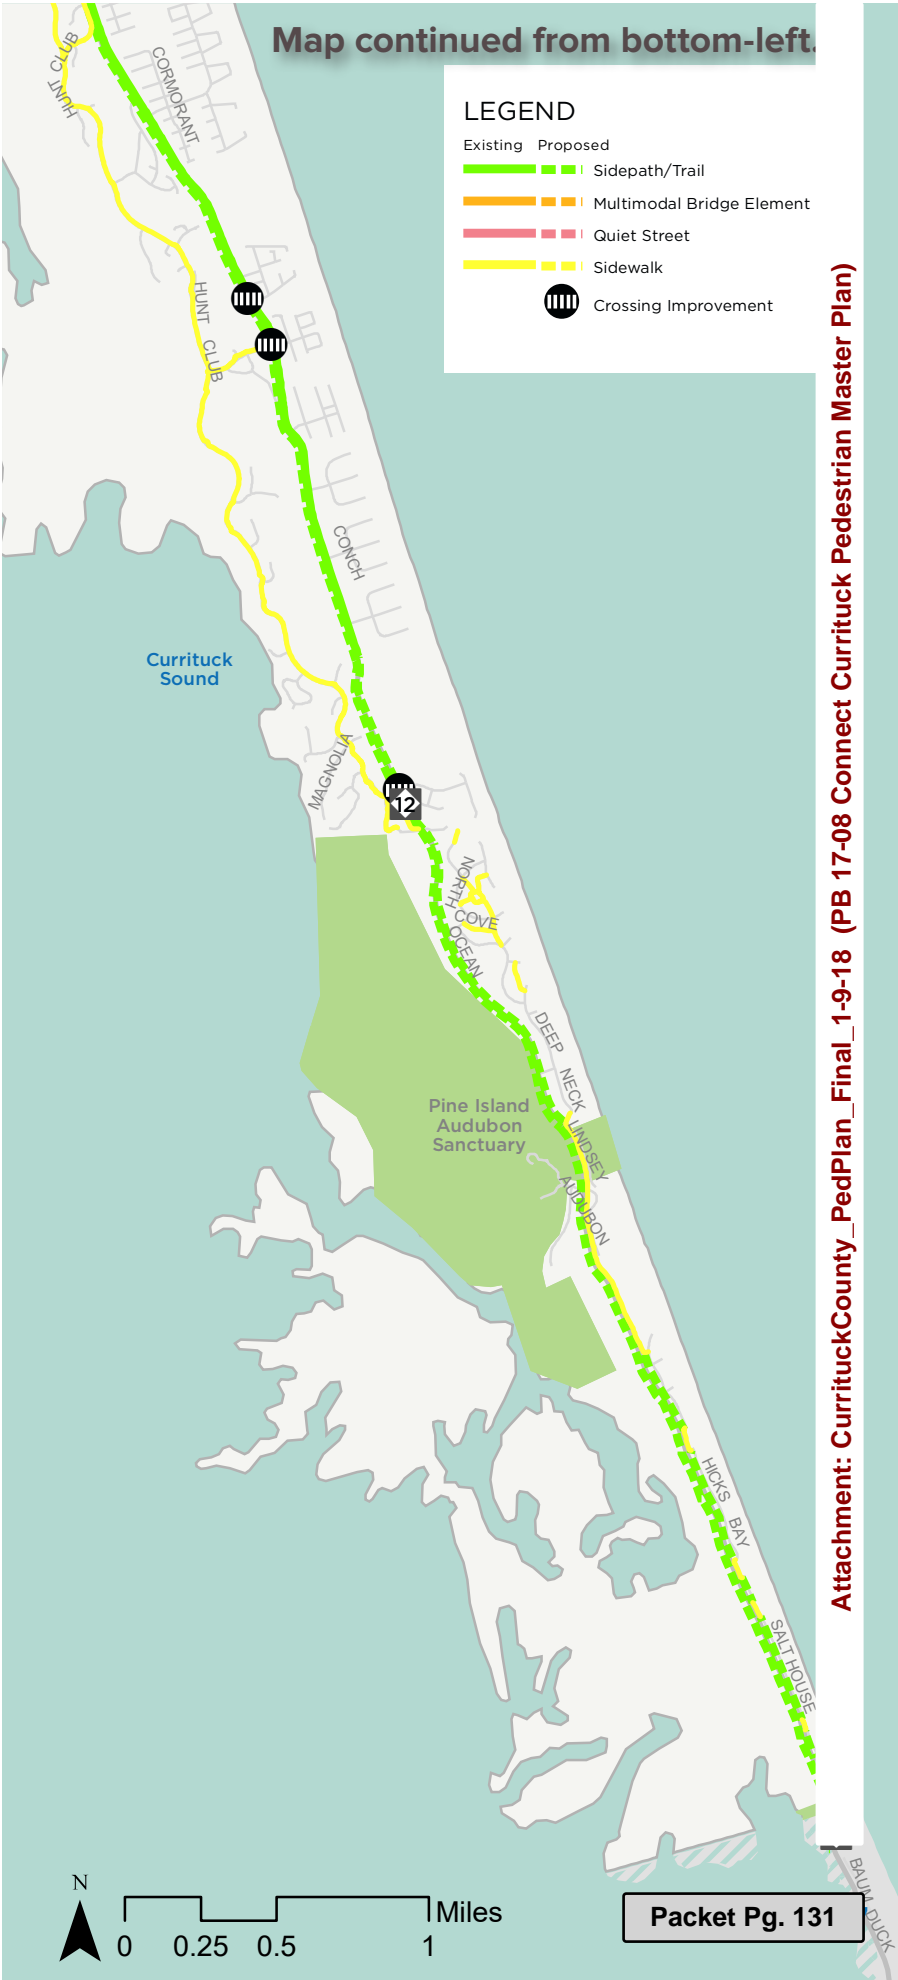 Map continued from bottom-left.
LEGEND
Existing Proposed
Sidepath/Trail
Multimodal Bridge Element
Quiet Street
Sidewalk
Crossing Improvement
HUNT CLUB
CORMORANT
HUNT CLUB
CONCH
Currituck
Sound
MAGNOLIA
12
NORTH
COVE
OCEAN
DEEP NECK
Pine Island
Audubon
Sanctuary
LINDSEY
AUDUBON
HICKS BAY
SALT HOUSE
BAUM
DUCK
Attachment: CurrituckCounty_PedPlan_Final_1-9-18 (PB 17-08 Connect Currituck Pedestrian Master Plan)
N
Miles
0 0.25 0.5 1
Packet Pg. 131